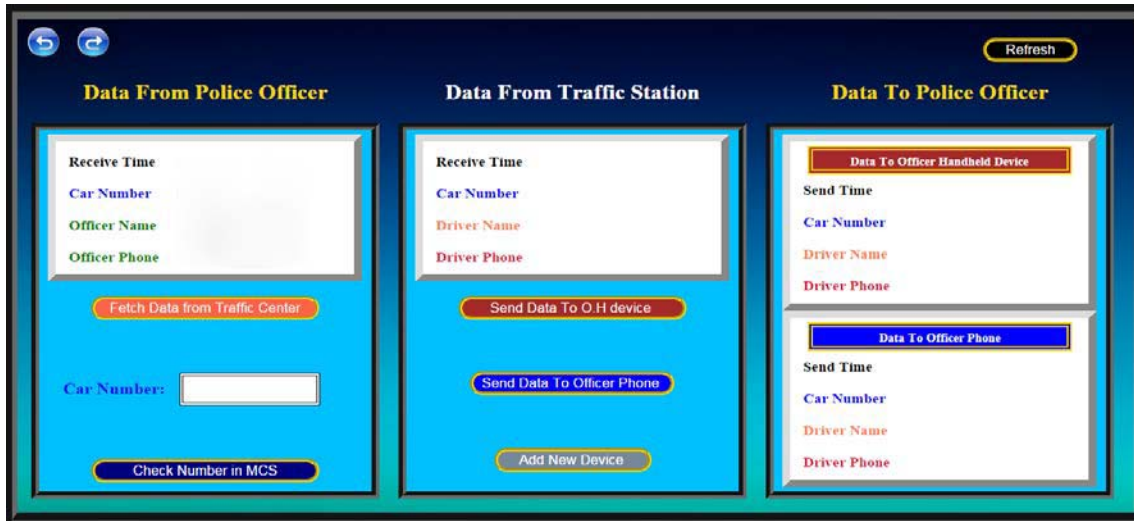 Refresh
Data From Police Officer
Receive Time
Car Number
Officer Name
Officer Phone
Fetch Data from Traffic Center
Car Number:
Check Number in MCS
Data From Traffic Station
Receive Time
Car Number
Driver Name
Driver Phone
Send Data To O.H device
Send Data To Officer Phone
Add New Device
Data To Police Officer
Data To Officer Handheld Device
Send Time
Car Number
Driver Name
Driver Phone
Data To Officer Phone
Send Time
Car Number
Driver Name
Driver Phone